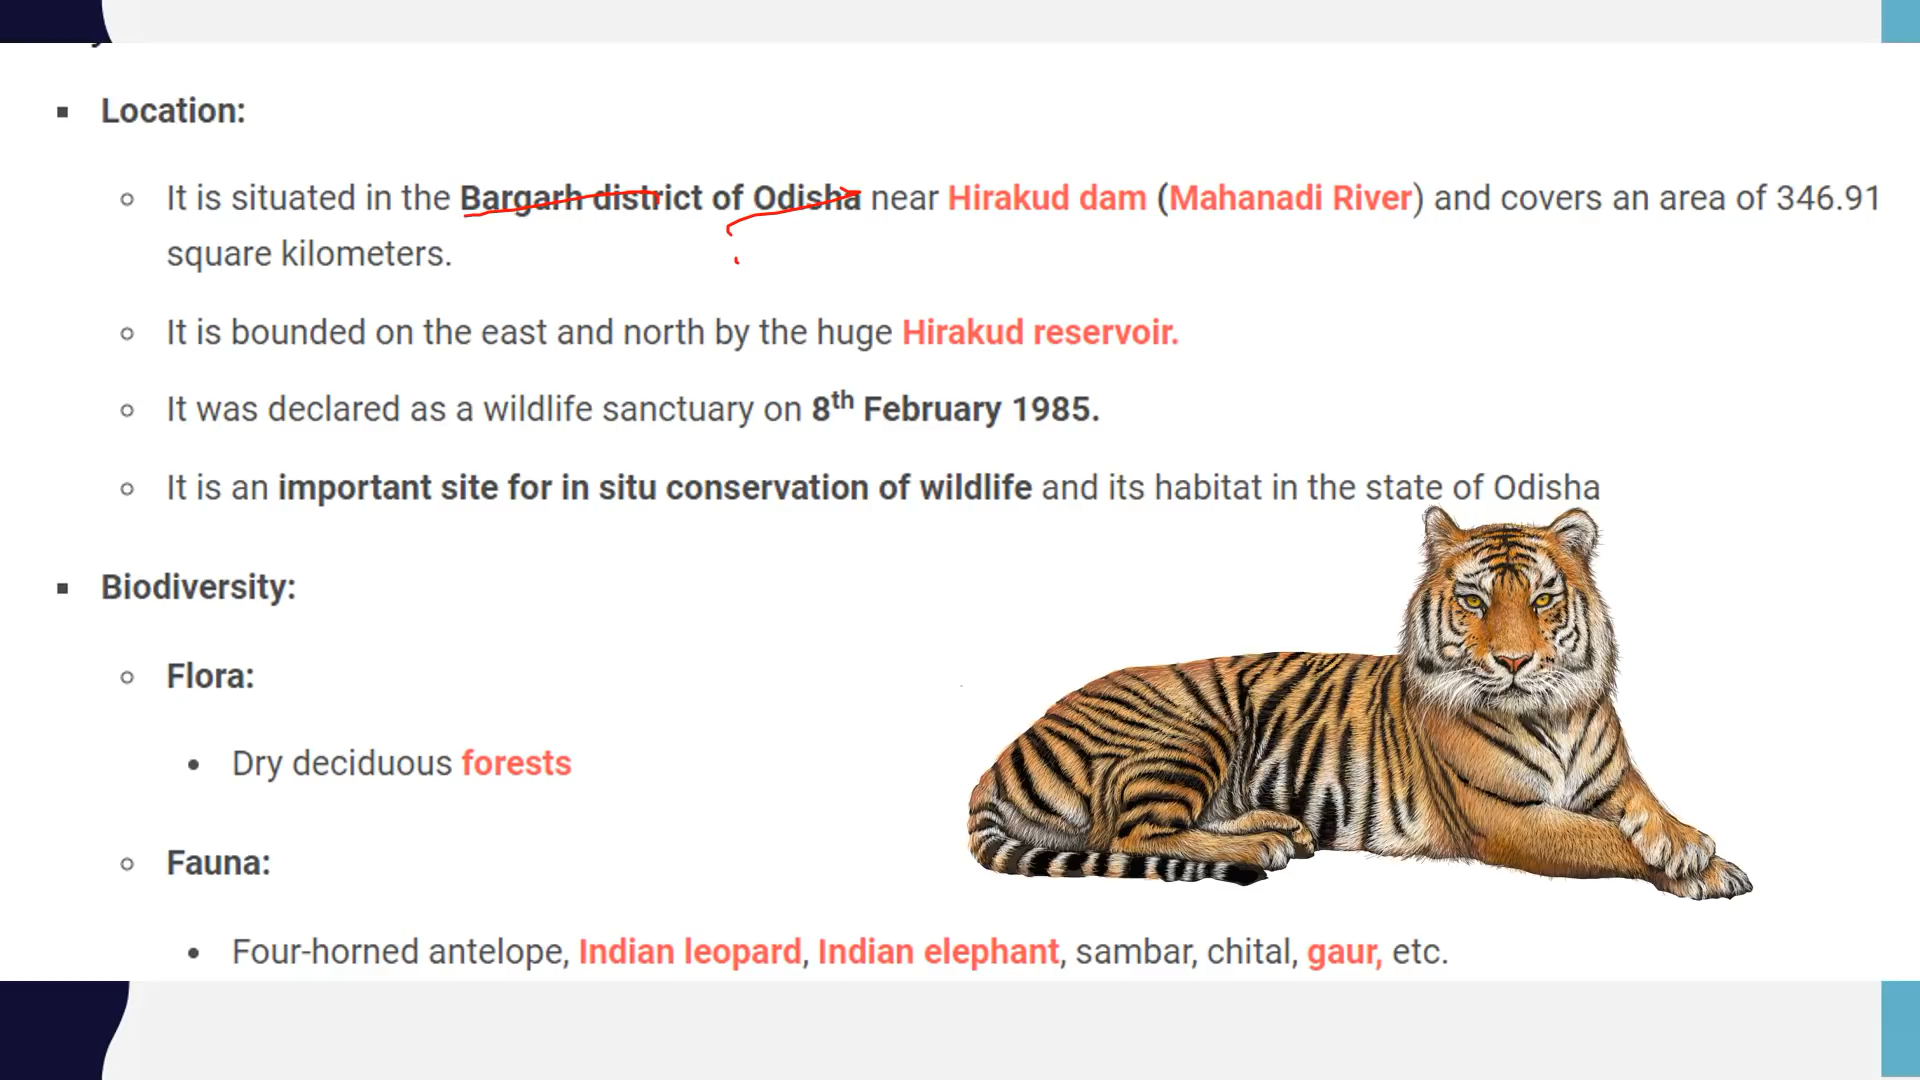 Location:
It is situated in the Bargarh district of Odisha near Hirakud dam (Mahanadi River) and covers an area of 346.91
square kilometers.
It is bounded on the east and north by the huge Hirakud reservoir.
It was declared as a wildlife sanctuary on 8th February 1985.
It is an important site for in situ conservation of wildlife and its habitat in the state of Odisha
Biodiversity:
Flora:
Dry deciduous forests
Fauna:
Four-horned antelope, Indian leopard, Indian elephant, sambar, chital, gaur, etc.